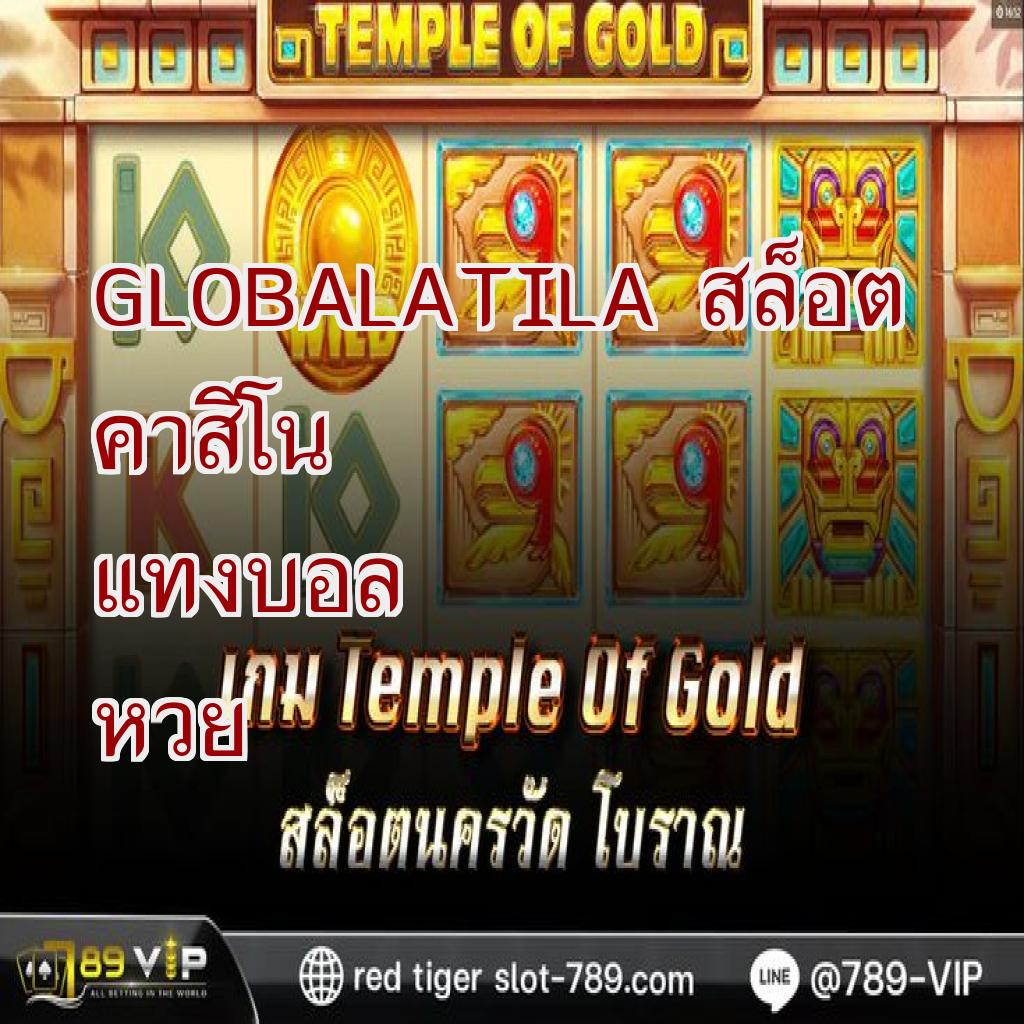 TEMPLE OF GOLD
WILD
GLOBALATILA สล็อต
คาสิโน
แทงบอล
หวย
เกม Temple Of Gold
สล็อตนครวัด โบราณ
789 VIP
ALL BETTING IN THE WORLD
red tiger slot-789.com
LINE @789-VIP